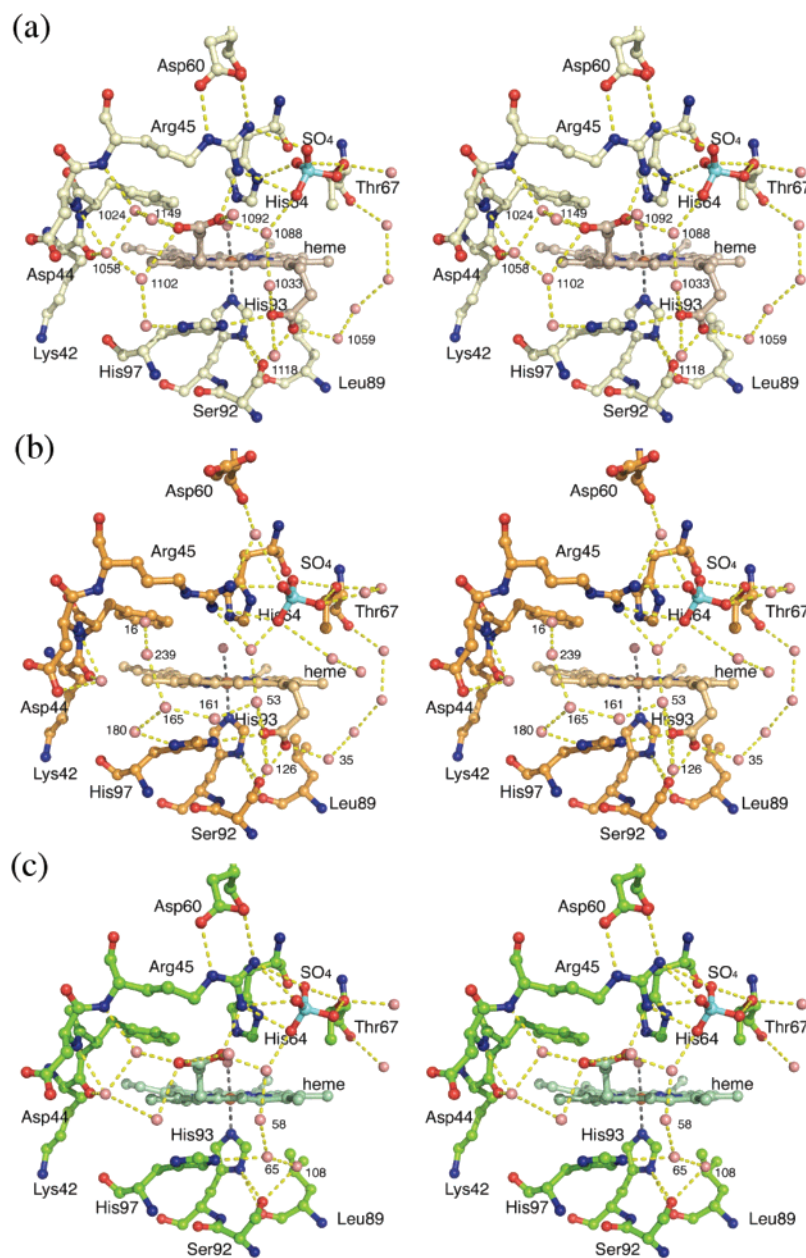 (a)
Asp60 Asp60
Arg45 SO₄ Arg45 SO₄
His64 Thr67 His64 Thr67
1024 1149 1092 1024 1149 1092
1088 heme 1088 heme
Asp44 1058 1102 Asp44 1058 1102
His93 1033 His93 1033
1059 1059
Lys42 His97 1118 Leu89 Lys42 His97 1118 Leu89
Ser92 Ser92
(b)
Asp60 Asp60
Arg45 SO₄ Arg45 SO₄
His64 Thr67 His64 Thr67
16 16
239 heme 239 heme
Asp44 165 161 53 Asp44 165 161 53
180 His93 180 His93
Lys42 126 35 Lys42 126 35
His97 Leu89 His97 Leu89
Ser92 Ser92
(c)
Asp60 Asp60
Arg45 SO₄ Arg45 SO₄
His64 Thr67 His64 Thr67
heme heme
Asp44 58 Asp44 58
His93 His93
65 108 65 108
Lys42 Lys42
His97 Leu89 His97 Leu89
Ser92 Ser92